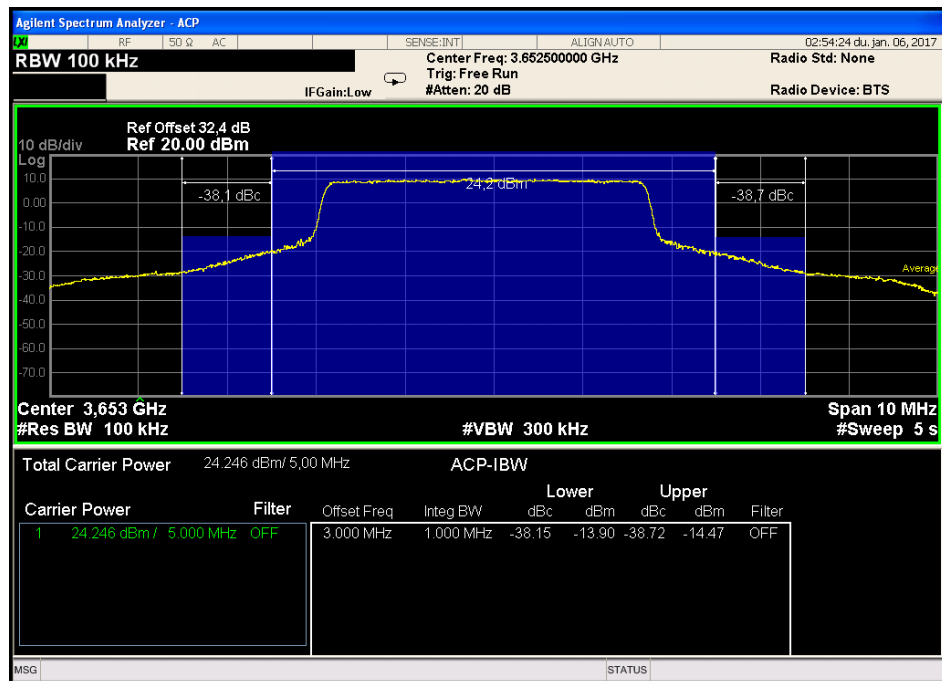 Agilent Spectrum Analyzer - ACP
LXI RF 50 Ω AC SENSE:INT ALIGN AUTO 02:54:24 du. jan. 06, 2017
RBW 100 kHz Center Freq: 3.652500000 GHz Radio Std: None
Trig: Free Run
IFGain:Low #Atten: 20 dB Radio Device: BTS
Ref Offset 32,4 dB
10 dB/div Ref 20.00 dBm
Log
10.0
24,2 dBm
-38,1 dBc -38,7 dBc
0.00
-10.0
-20.0
Average
-30.0
-40.0
-50.0
-60.0
-70.0
Center 3,653 GHz Span 10 MHz
#Res BW 100 kHz #VBW 300 kHz #Sweep 5 s
Total Carrier Power 24.246 dBm/ 5,00 MHz ACP-IBW
Lower Upper
Carrier Power Filter Offset Freq Integ BW dBc dBm dBc dBm Filter
1 24.246 dBm / 5.000 MHz OFF 3.000 MHz 1.000 MHz -38.15 -13.90 -38.72 -14.47 OFF
MSG STATUS